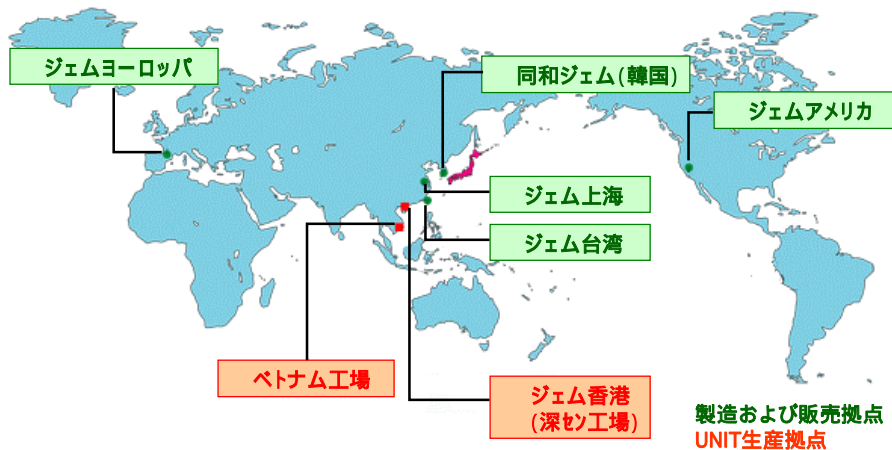 ジェムヨーロッパ
同和ジェム(韓国)
ジェムアメリカ
ジェム上海
ジェム台湾
ベトナム工場
ジェム香港
(深セン工場)
製造および販売拠点
UNIT生産拠点